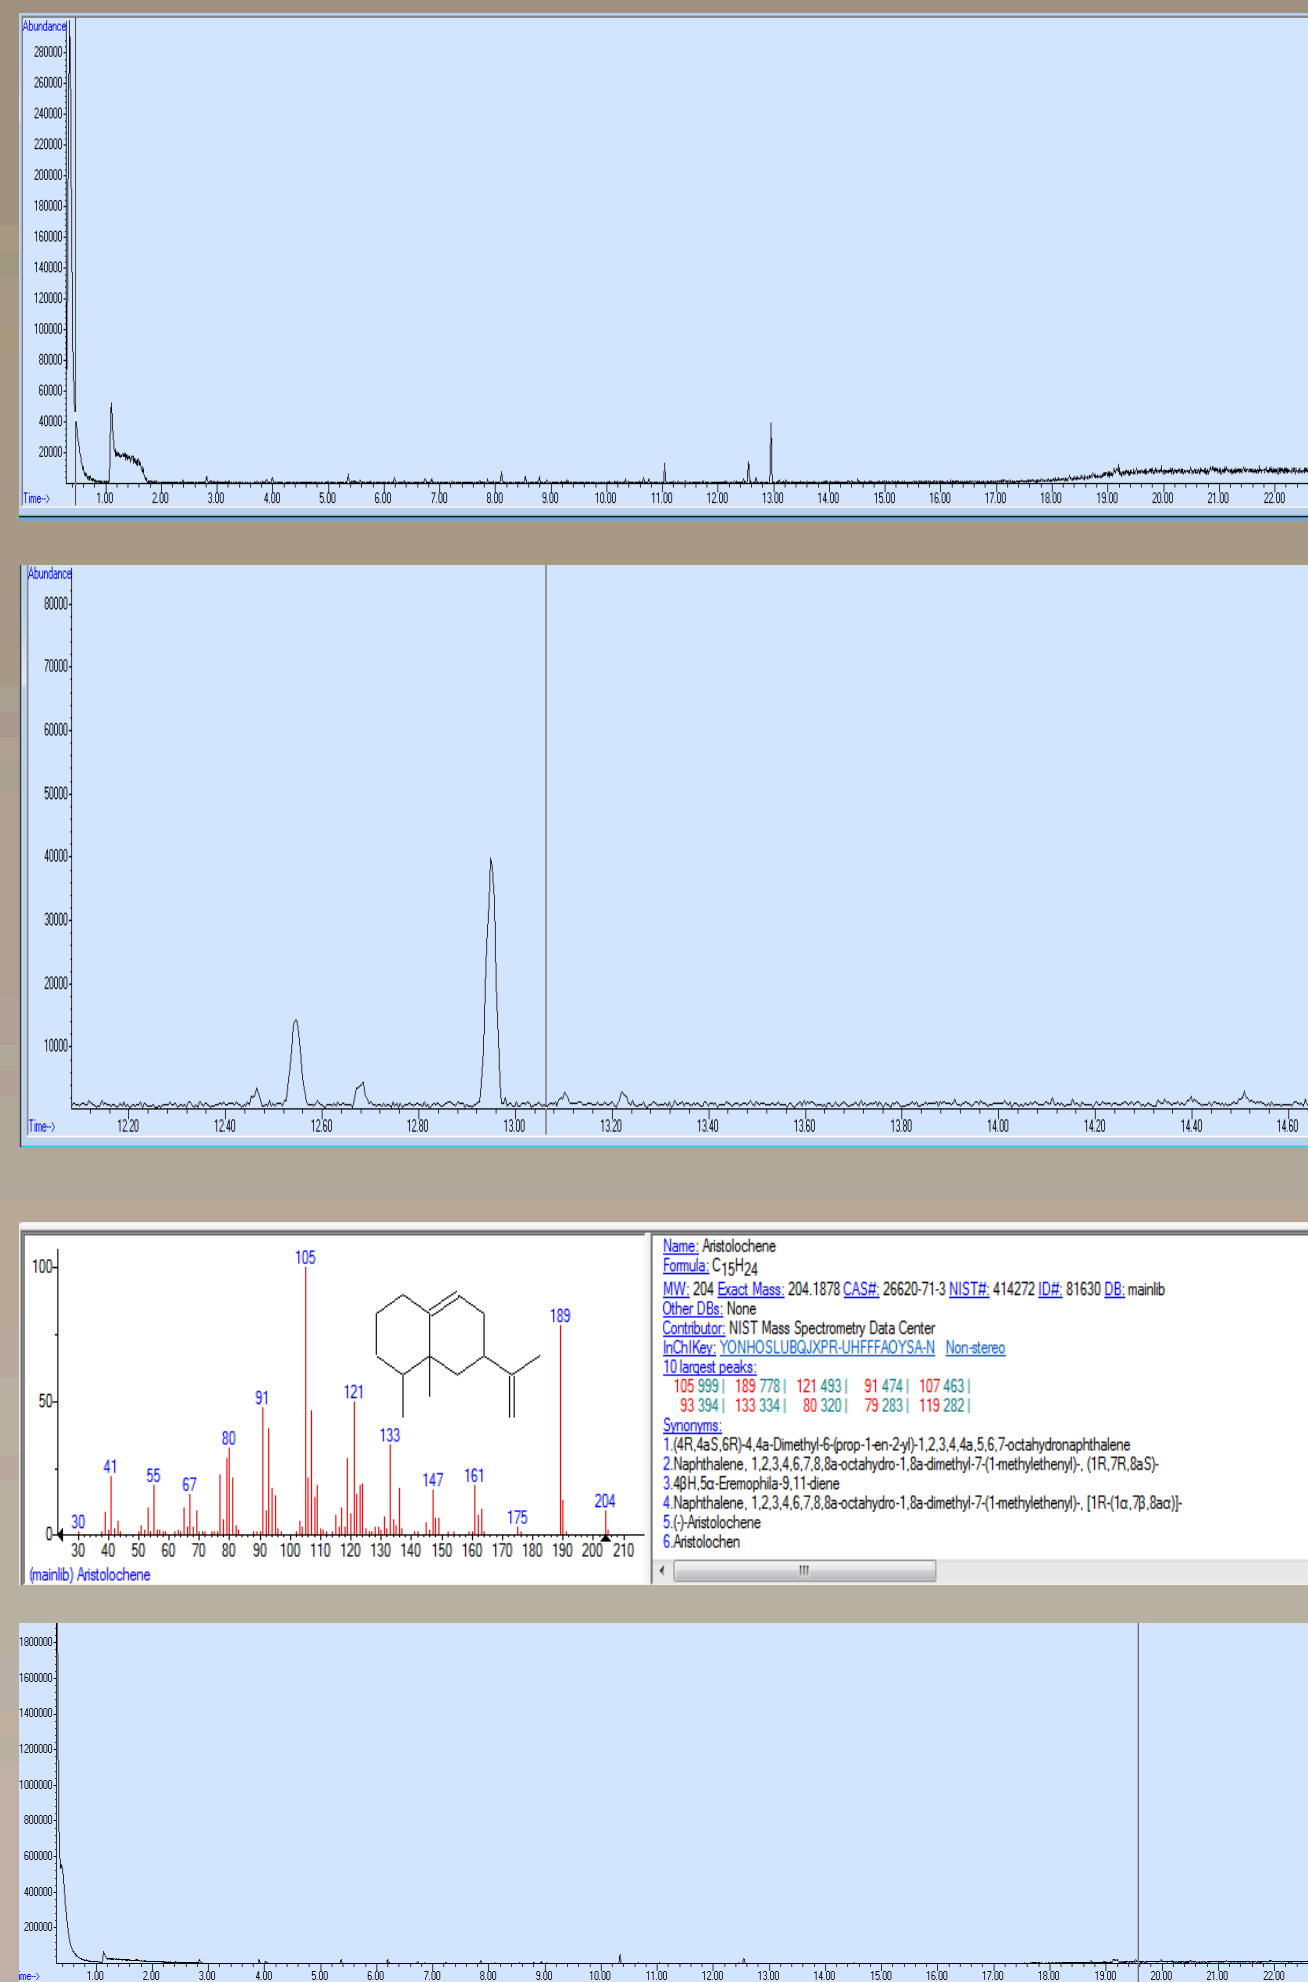 Abundance
280000
260000
240000
220000
200000
180000
160000
140000
120000
100000
80000
60000
40000
20000
Time--> 1.00 2.00 3.00 4.00 5.00 6.00 7.00 8.00 9.00 10.00 11.00 12.00 13.00 14.00 15.00 16.00 17.00 18.00 19.00 20.00 21.00 22.00
Abundance
80000
70000
60000
50000
40000
30000
20000
10000
Time--> 12.20 12.40 12.60 12.80 13.00 13.20 13.40 13.60 13.80 14.00 14.20 14.40 14.60
100
50
0
105
189
91
121
80
133
41
55
67
147
161
30
175
204
30 40 50 60 70 80 90 100 110 120 130 140 150 160 170 180 190 200 210
(mainlib) Aristolochene
Name: Aristolochene
Formula: C15H24
MW: 204 Exact Mass: 204.1878 CAS#: 26620-71-3 NIST#: 414272 ID#: 81630 DB: mainlib
Other DBs: None
Contributor: NIST Mass Spectrometry Data Center
InChIKey: YONHOSLUBQJXPR-UHFFFAOYSA-N Non-stereo
10 largest peaks:
105 999 | 189 778 | 121 493 | 91 474 | 107 463 |
93 394 | 133 334 | 80 320 | 79 283 | 119 282 |
Synonyms:
1.(4R,4aS,6R)-4,4a-Dimethyl-6-(prop-1-en-2-yl)-1,2,3,4,4a,5,6,7-octahydronaphthalene
2.Naphthalene, 1,2,3,4,6,7,8,8a-octahydro-1,8a-dimethyl-7-(1-methylethenyl)-, (1R,7R,8aS)-
3.4βH,5α-Eremophila-9,11-diene
4.Naphthalene, 1,2,3,4,6,7,8,8a-octahydro-1,8a-dimethyl-7-(1-methylethenyl)-, [1R-(1α,7β,8aα)]-
5.(-)-Aristolochene
6.Aristolochen
1800000
1600000
1400000
1200000
1000000
800000
600000
400000
200000
ime--> 1.00 2.00 3.00 4.00 5.00 6.00 7.00 8.00 9.00 10.00 11.00 12.00 13.00 14.00 15.00 16.00 17.00 18.00 19.00 20.00 21.00 22.00